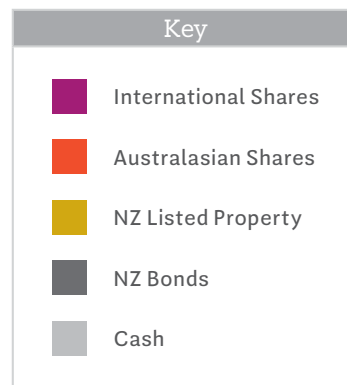 Key
International Shares
Australasian Shares
NZ Listed Property
NZ Bonds
Cash